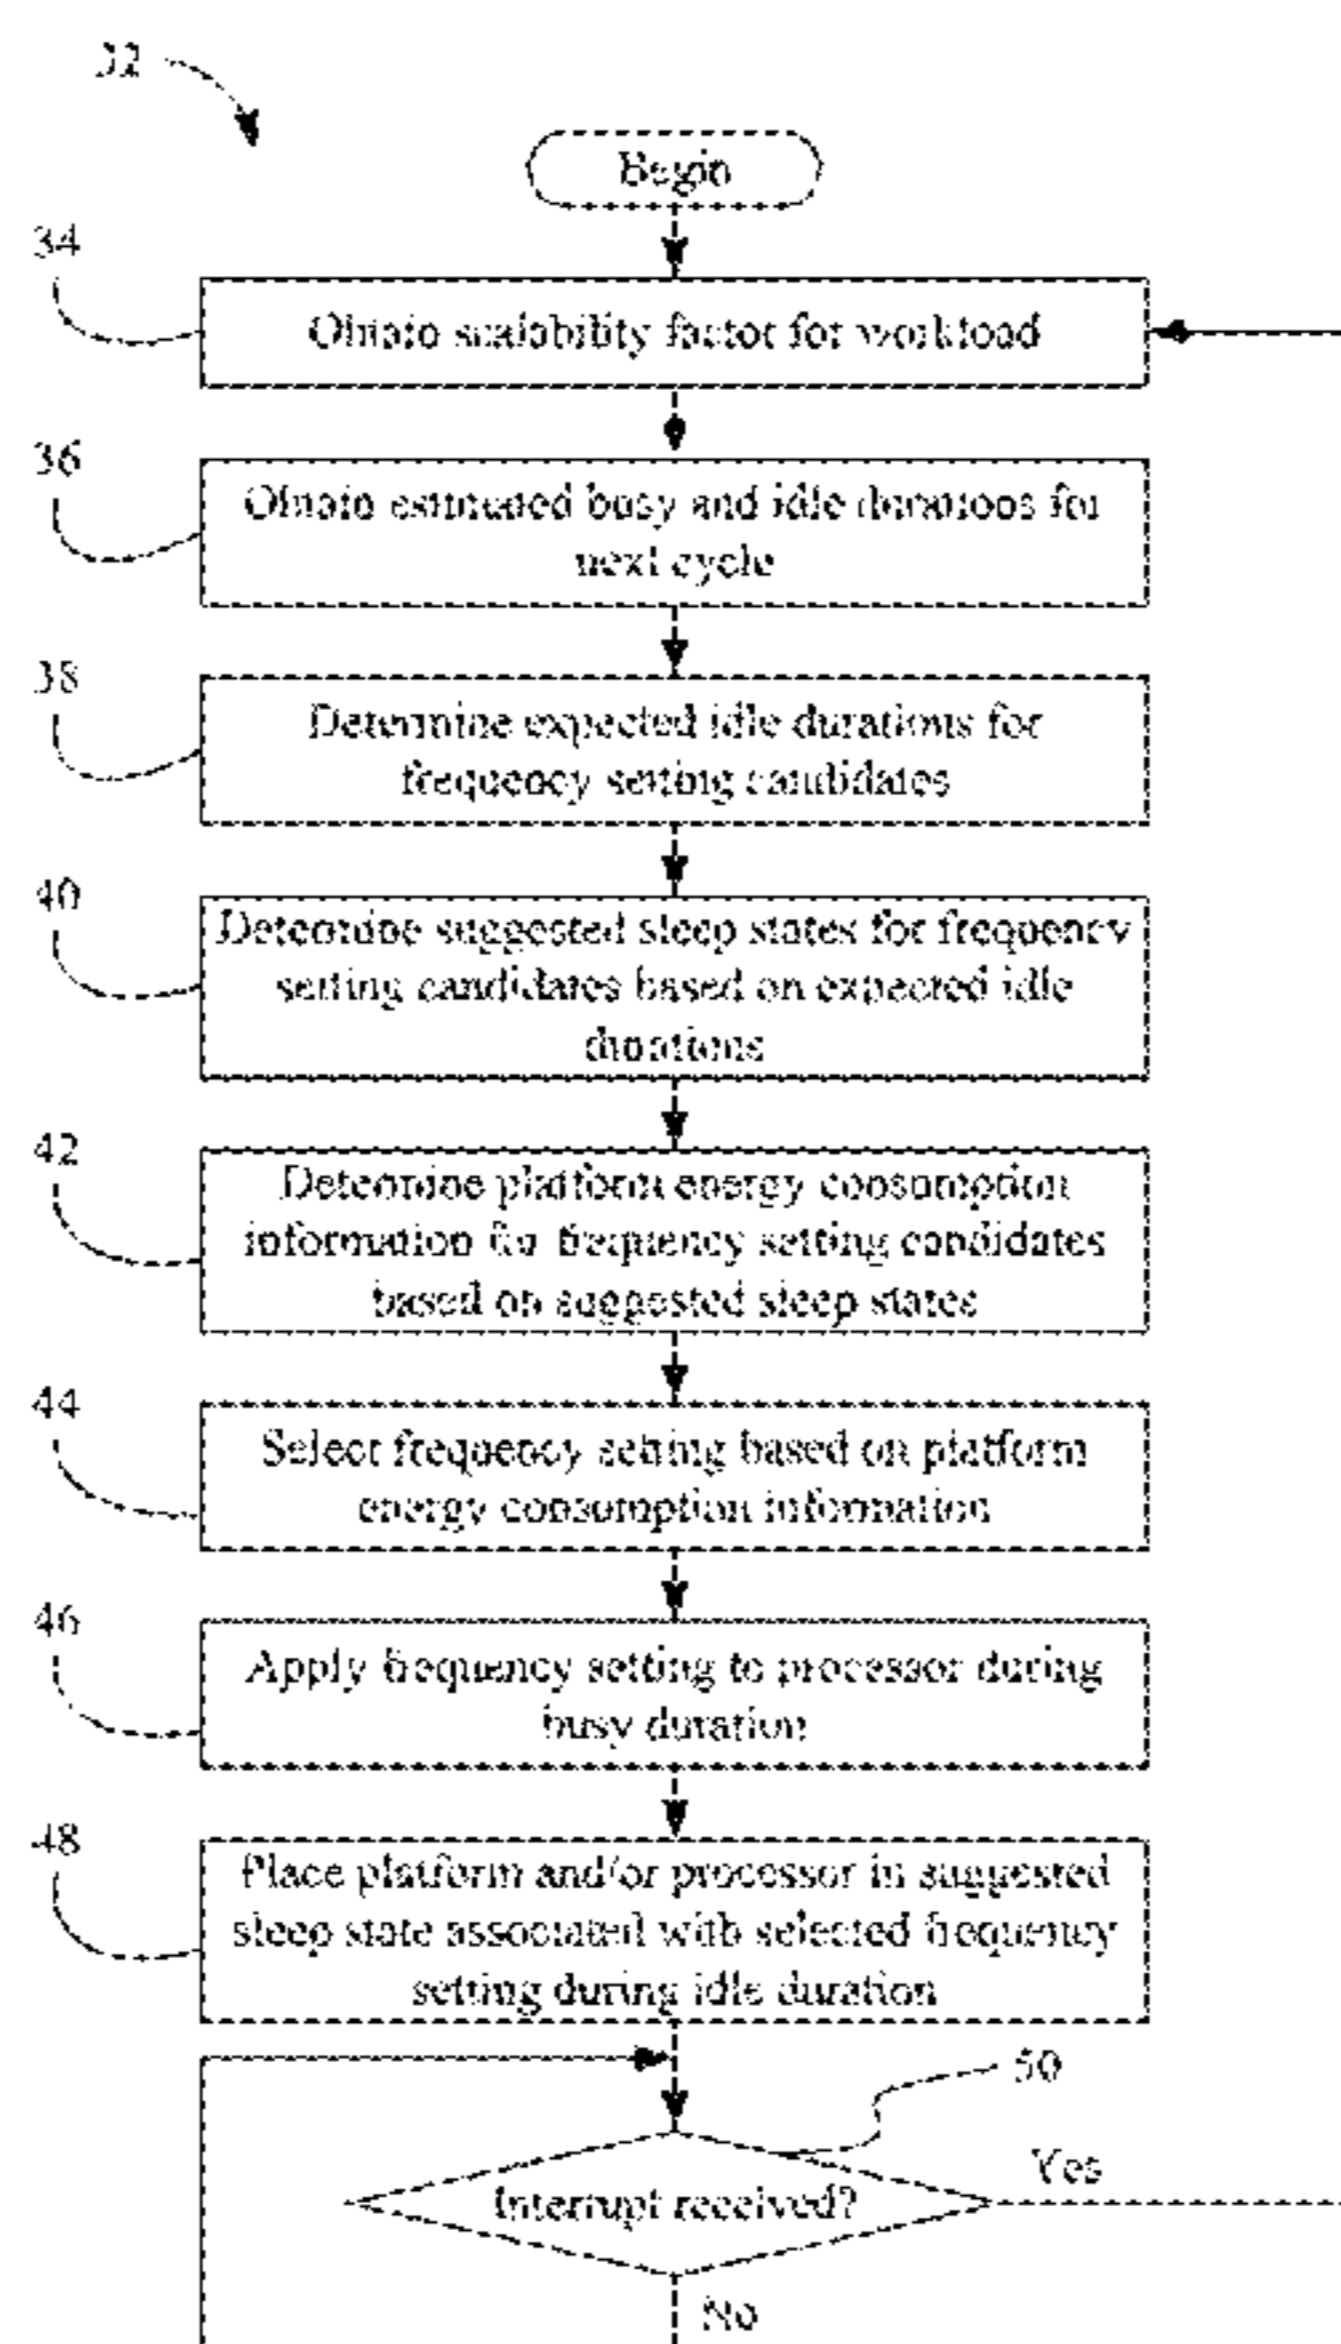 32
Begin
34
Obtain scalability factor for workload
36
Obtain estimated busy and idle durations for
next cycle
38
Determine expected idle durations for
frequency setting candidates
40
Determine suggested sleep states for frequency
setting candidates based on expected idle
durations
42
Determine platform energy consumption
information for frequency setting candidates
based on suggested sleep states
44
Select frequency setting based on platform
energy consumption information
46
Apply frequency setting to processor during
busy duration
48
Place platform and/or processor in suggested
sleep state associated with selected frequency
setting during idle duration
50
Yes
Interrupt received?
No